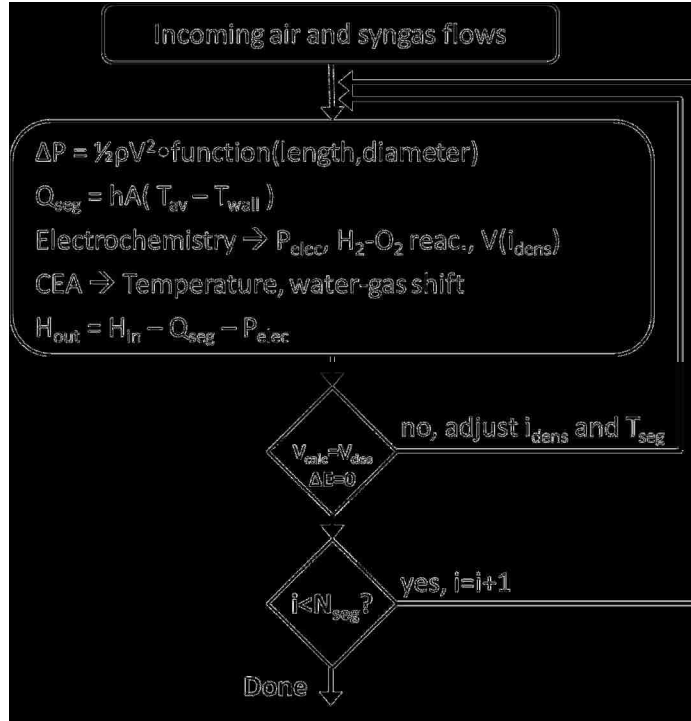 Incoming air and syngas flows
ΔP = ½ρV²∘function(length,diameter)
Q_seg = hA( T_av – T_wall )
Electrochemistry → P_elec, H₂-O₂ reac., V(i_dens)
CEA → Temperature, water-gas shift
H_out = H_in – Q_seg – P_elec
no, adjust i_dens and T_seg
V_calc=V_des
ΔE=0
yes, i=i+1
i<N_seg?
Done